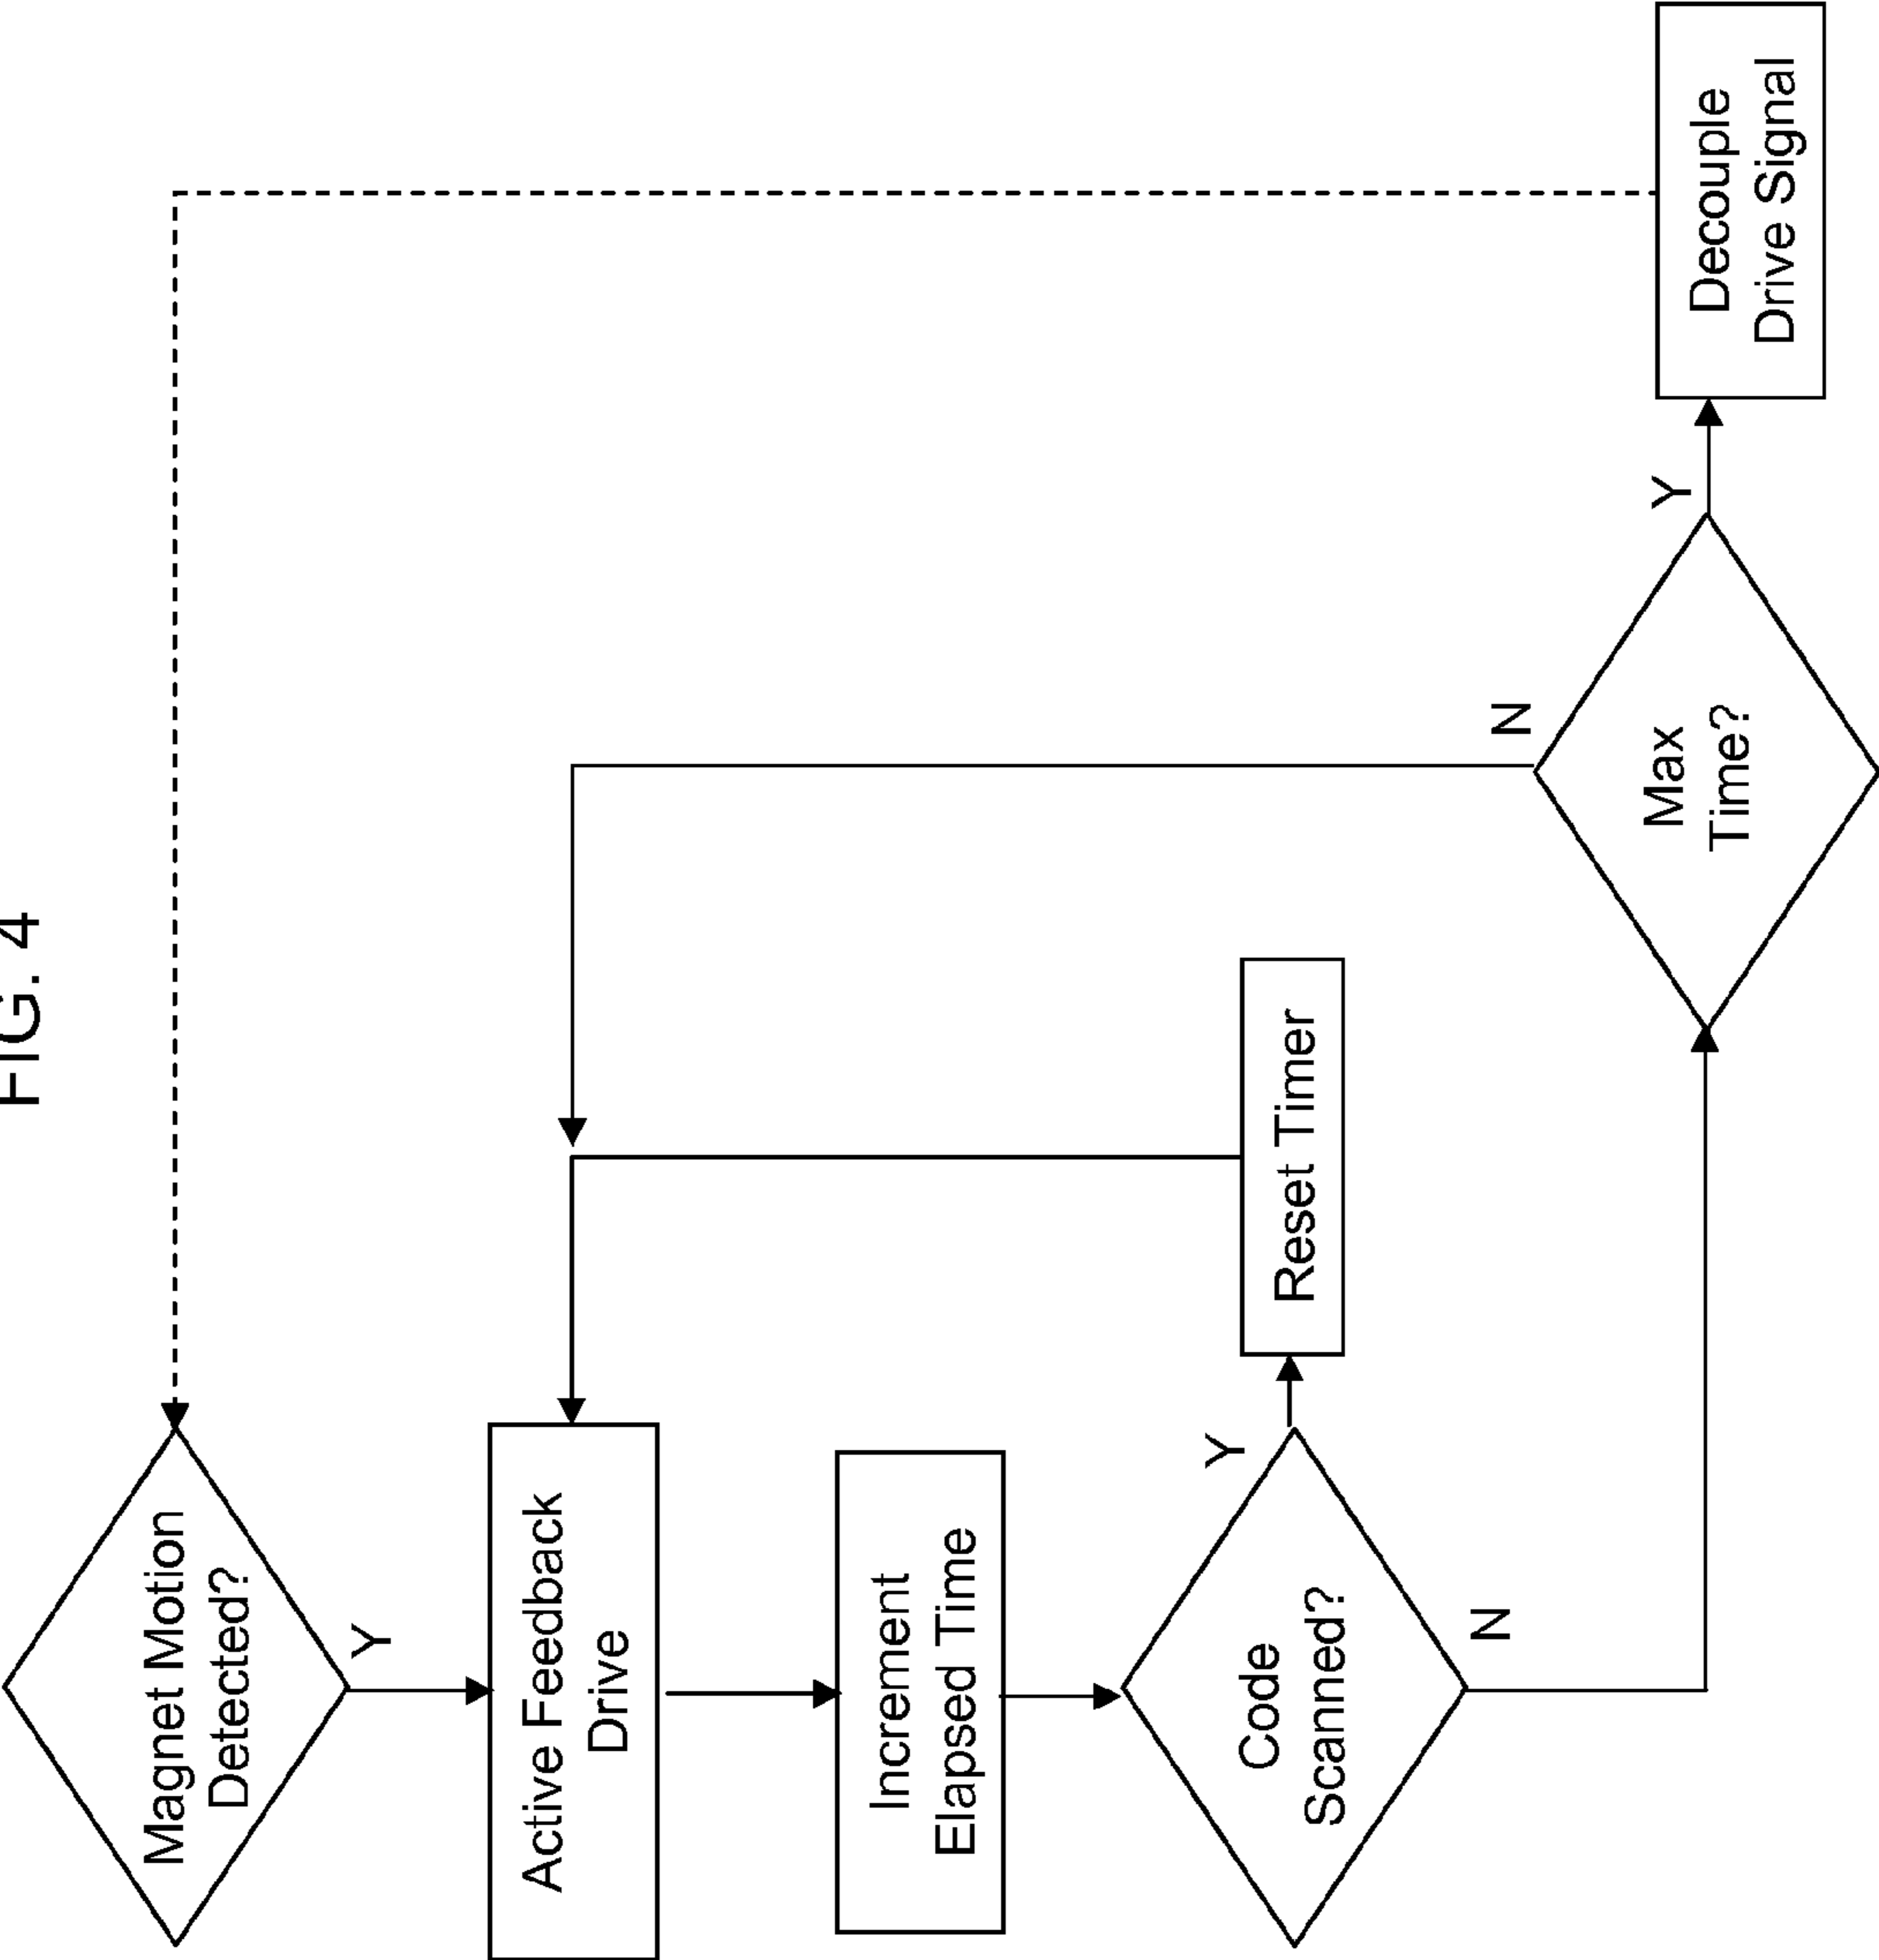 FIG. 4
Magnet Motion
Detected?
Y
Active Feedback
Drive
Increment
Elapsed Time
Code
Scanned?
Y
Reset Timer
N
Max
Time?
N
Y
Decouple
Drive Signal